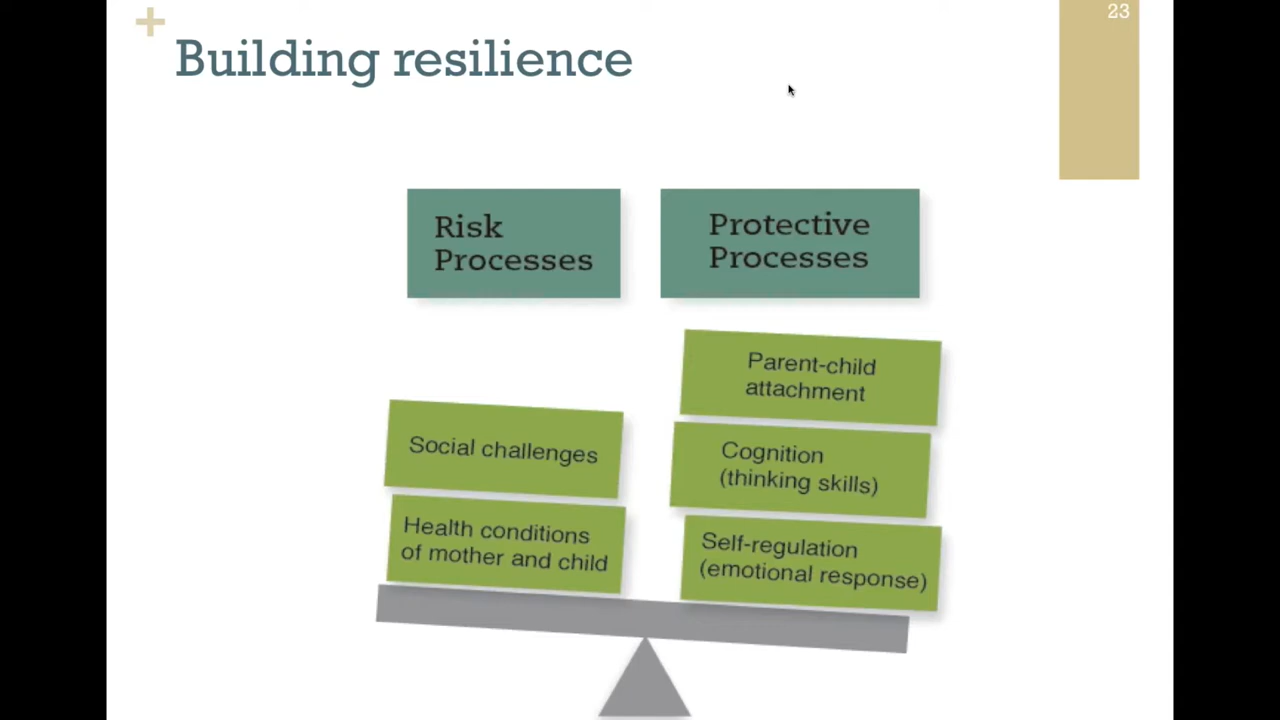 23
+
Building resilience
Risk
Processes
Protective
Processes
Social challenges
Health conditions
of mother and child
Parent-child
attachment
Cognition
(thinking skills)
Self-regulation
(emotional response)